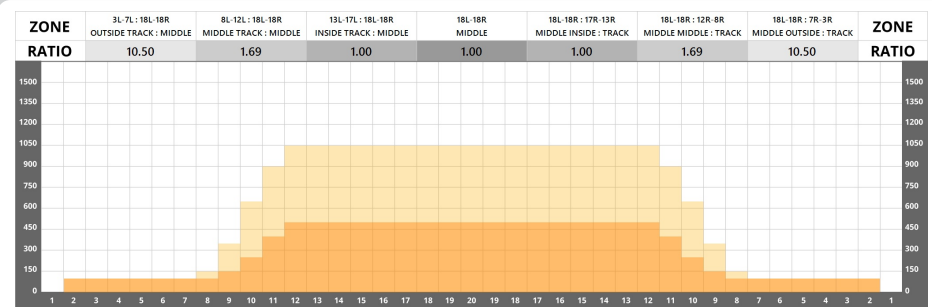 ZONE
3L-7L : 18L-18R
OUTSIDE TRACK : MIDDLE
8L-12L : 18L-18R
MIDDLE TRACK : MIDDLE
13L-17L : 18L-18R
INSIDE TRACK : MIDDLE
18L-18R
MIDDLE
18L-18R : 17R-13R
MIDDLE INSIDE : TRACK
18L-18R : 12R-8R
MIDDLE MIDDLE : TRACK
18L-18R : 7R-3R
MIDDLE OUTSIDE : TRACK
ZONE
RATIO 10.50 1.69 1.00 1.00 1.00 1.69 10.50 RATIO
1500 1500
1350 1350
1200 1200
1050 1050
900 900
750 750
600 600
450 450
300 300
150 150
0 0
1 2 3 4 5 6 7 8 9 10 11 12 13 14 15 16 17 18 19 20 19 18 17 16 15 14 13 12 11 10 9 8 7 6 5 4 3 2 1